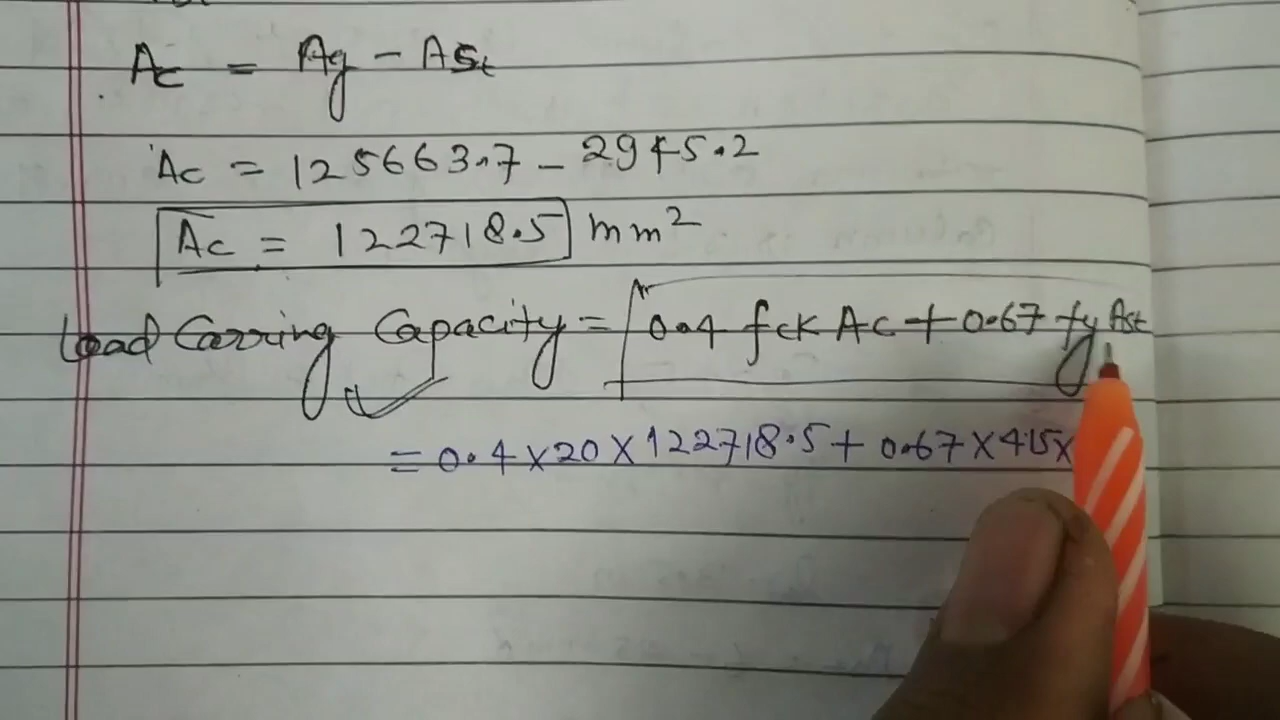 Ac = Ag - Ast
Ac = 125663.7 - 2945.2
Ac = 122718.5 mm²
Load Carring Capacity = 0.4 fck Ac + 0.67 fy Ast
= 0.4 × 20 × 122718.5 + 0.67 × 415 ×